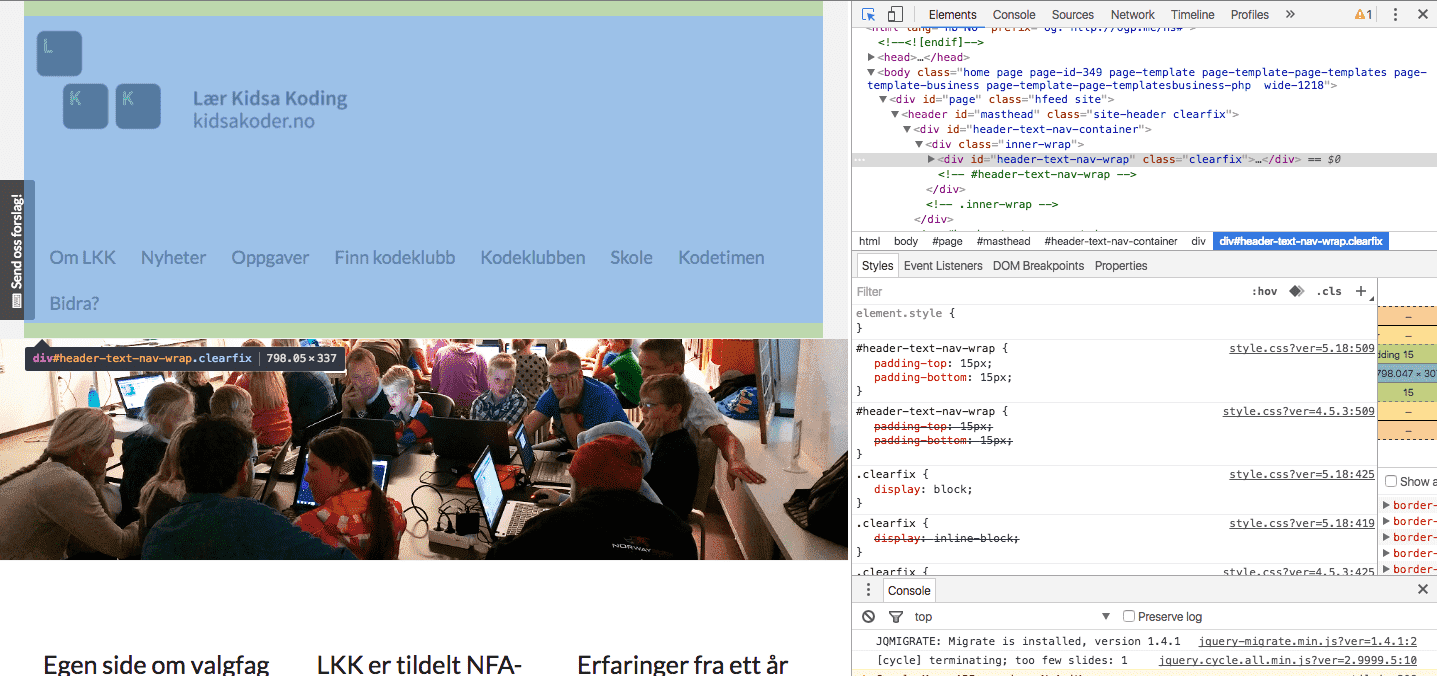 L
K K
Lær Kidsa Koding
kidsakoder.no
Send oss forslag!
Om LKK Nyheter Oppgaver Finn kodeklubb Kodeklubben Skole Kodetimen
Bidra?
div#header-text-nav-wrap.clearfix | 798.05×337
NORWAY
Egen side om valgfag LKK er tildelt NFA- Erfaringer fra ett år
Elements Console Sources Network Timeline Profiles » 1
<html lang="nb-NO" prefix="og: http://ogp.me/ns#">
<!--<![endif]-->
<head>…</head>
<body class="home page page-id-349 page-template page-template-page-templates page-
template-business page-template-page-templatesbusiness-php  wide-1218">
<div id="page" class="hfeed site">
<header id="masthead" class="site-header clearfix">
<div id="header-text-nav-container">
<div class="inner-wrap">
… <div id="header-text-nav-wrap" class="clearfix">…</div> == $0
<!-- #header-text-nav-wrap -->
</div>
<!-- .inner-wrap -->
</div>
html body #page #masthead #header-text-nav-container div div#header-text-nav-wrap.clearfix
Styles Event Listeners DOM Breakpoints Properties
Filter :hov .cls +
element.style {
}
#header-text-nav-wrap { style.css?ver=5.18:509
padding-top: 15px;
padding-bottom: 15px;
}
#header-text-nav-wrap { style.css?ver=4.5.3:509
padding-top: 15px;
padding-bottom: 15px;
}
.clearfix { style.css?ver=5.18:425
display: block;
}
.clearfix { style.css?ver=5.18:419
display: inline-block;
}
.clearfix { style.css?ver=4.5.3:425
–
–
dding 15
798.047 × 307
15
–
–
Show a
border-
border-
border-
border-
border-
Console
top Preserve log
JQMIGRATE: Migrate is installed, version 1.4.1 jquery-migrate.min.js?ver=1.4.1:2
[cycle] terminating; too few slides: 1 jquery.cycle.all.min.js?ver=2.9999.5:10